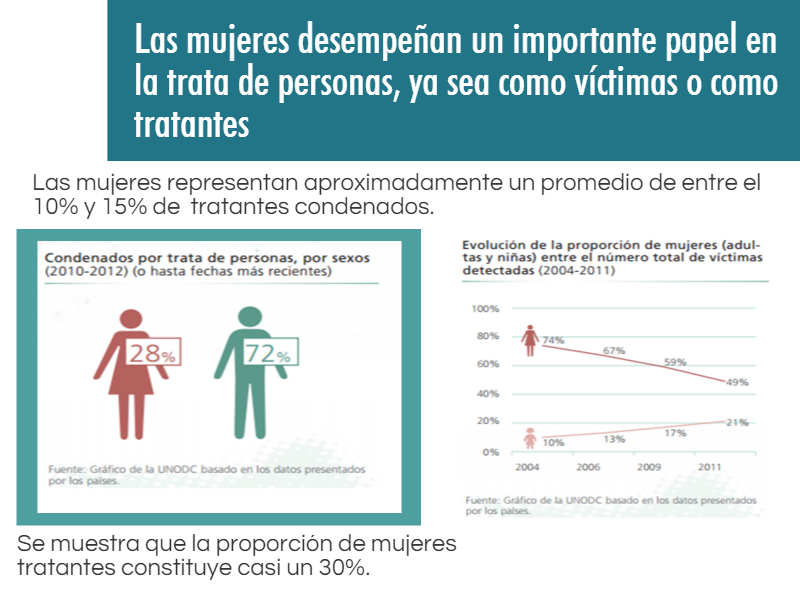 Las mujeres desempeñan un importante papel en
la trata de personas, ya sea como víctimas o como
tratantes
Las mujeres representan aproximadamente un promedio de entre el
10% y 15% de tratantes condenados.
Condenados por trata de personas, por sexos
(2010-2012) (o hasta fechas más recientes)
28%
72%
Fuente: Gráfico de la UNODC basado en los datos presentados
por los países.
Evolución de la proporción de mujeres (adul-
tas y niñas) entre el número total de víctimas
detectadas (2004-2011)
100%
80%
60%
40%
20%
0%
74%
67%
59%
49%
10%
13%
17%
21%
2004
2006
2009
2011
Fuente: Gráfico de la UNODC basado en los datos presentados
por los países.
Se muestra que la proporción de mujeres
tratantes constituye casi un 30%.